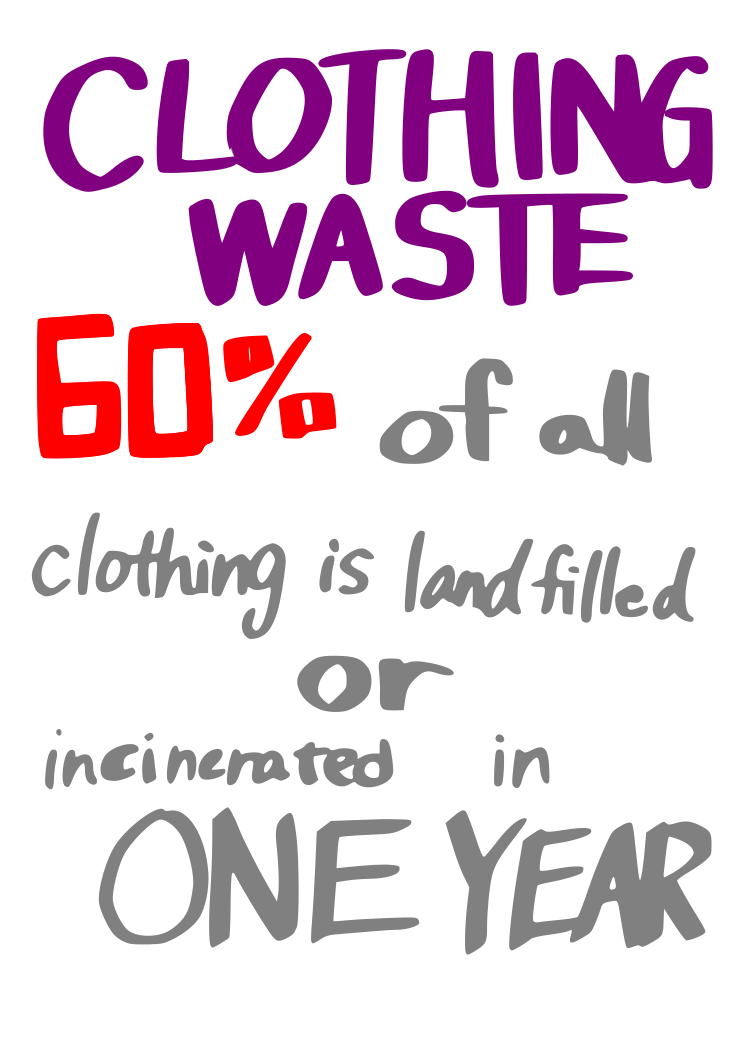 CLOTHING
WASTE
60% of all
clothing is landfilled
or
incinerated in
ONE YEAR